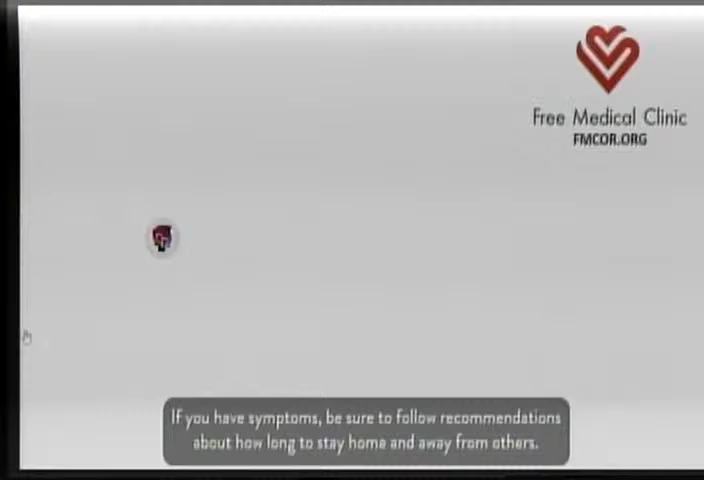 Free Medical Clinic
FMCOR.ORG
If you have symptoms, be sure to follow recommendations
about how long to stay home and away from others.